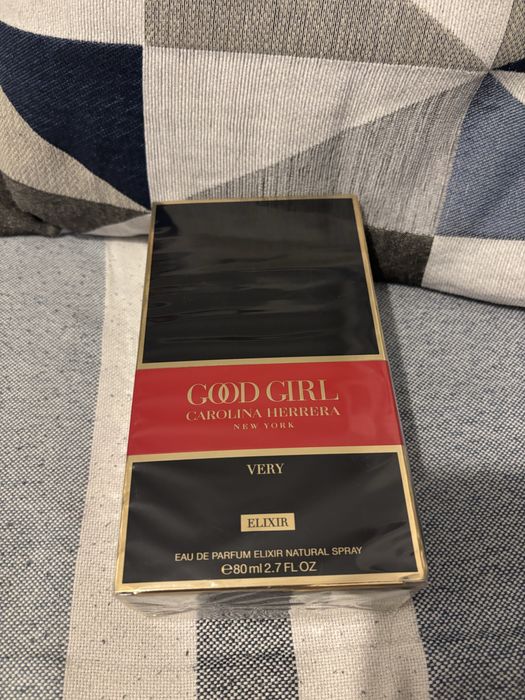 GOOD GIRL
CAROLINA HERRERA
NEW YORK
VERY
ELIXIR
EAU DE PARFUM ELIXIR NATURAL SPRAY
℮80 ml 2.7 FL OZ